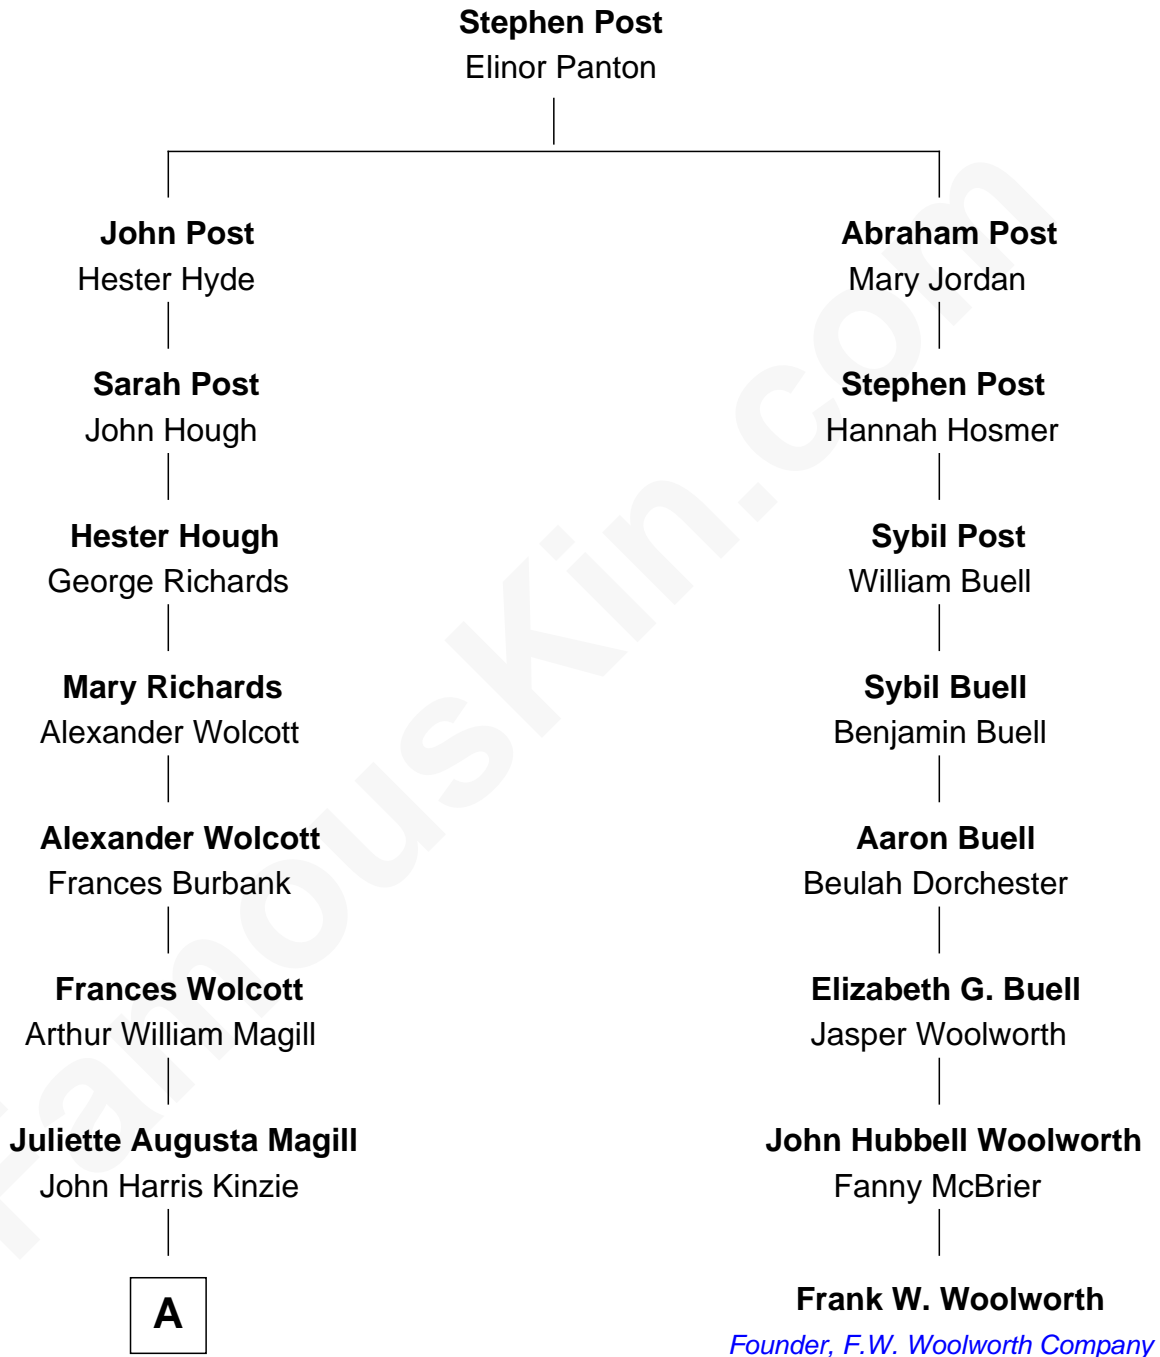 Stephen Post
Elinor Panton
John Post
Hester Hyde
Abraham Post
Mary Jordan
Sarah Post
John Hough
Stephen Post
Hannah Hosmer
Hester Hough
George Richards
Sybil Post
William Buell
Mary Richards
Alexander Wolcott
Sybil Buell
Benjamin Buell
Alexander Wolcott
Frances Burbank
Aaron Buell
Beulah Dorchester
Frances Wolcott
Arthur William Magill
Elizabeth G. Buell
Jasper Woolworth
Juliette Augusta Magill
John Harris Kinzie
John Hubbell Woolworth
Fanny McBrier
A
Frank W. Woolworth
Founder, F.W. Woolworth Company
FamousKin.com